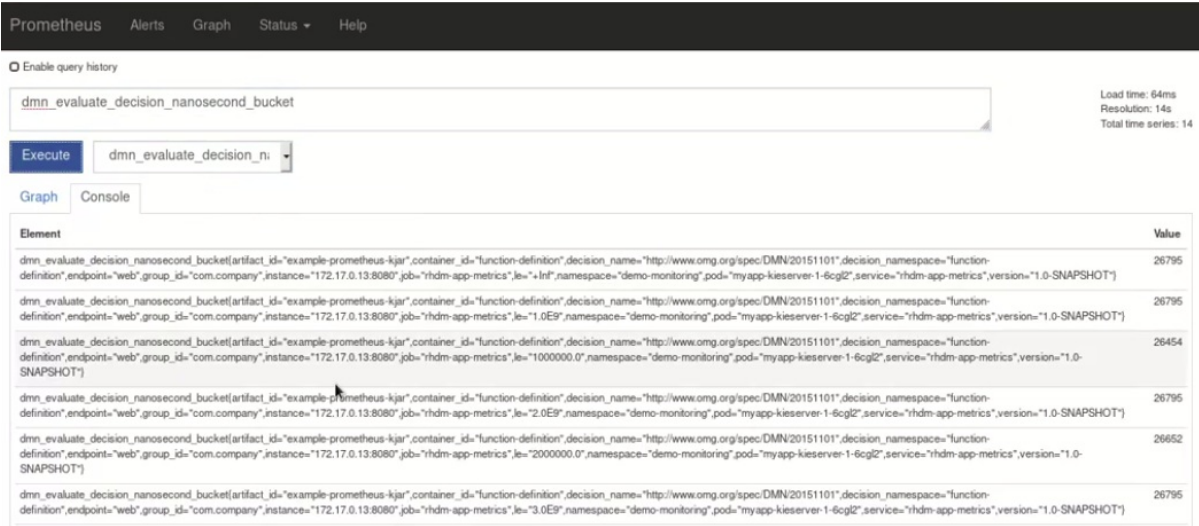 Prometheus Alerts Graph Status Help
Enable query history
dmn_evaluate_decision_nanosecond_bucket
Load time: 64ms
Resolution: 14s
Total time series: 14
Execute dmn_evaluate_decision_na
Graph Console
Element Value
dmn_evaluate_decision_nanosecond_bucket{artifact_id="example-prometheus-kjar",container_id="function-definition",decision_name="http://www.omg.org/spec/DMN/20151101",decision_namespace="function- 26795
definition",endpoint="web",group_id="com.company",instance="172.17.0.13:8080",job="rhdm-app-metrics",le="+Inf",namespace="demo-monitoring",pod="myapp-kieserver-1-6cgl2",service="rhdm-app-metrics",version="1.0-SNAPSHOT"}
dmn_evaluate_decision_nanosecond_bucket{artifact_id="example-prometheus-kjar",container_id="function-definition",decision_name="http://www.omg.org/spec/DMN/20151101",decision_namespace="function- 26795
definition",endpoint="web",group_id="com.company",instance="172.17.0.13:8080",job="rhdm-app-metrics",le="1.0E9",namespace="demo-monitoring",pod="myapp-kieserver-1-6cgl2",service="rhdm-app-metrics",version="1.0-SNAPSHOT"}
dmn_evaluate_decision_nanosecond_bucket{artifact_id="example-prometheus-kjar",container_id="function-definition",decision_name="http://www.omg.org/spec/DMN/20151101",decision_namespace="function- 26454
definition",endpoint="web",group_id="com.company",instance="172.17.0.13:8080",job="rhdm-app-metrics",le="1000000.0",namespace="demo-monitoring",pod="myapp-kieserver-1-6cgl2",service="rhdm-app-metrics",version="1.0-
SNAPSHOT"}
dmn_evaluate_decision_nanosecond_bucket{artifact_id="example-prometheus-kjar",container_id="function-definition",decision_name="http://www.omg.org/spec/DMN/20151101",decision_namespace="function- 26795
definition",endpoint="web",group_id="com.company",instance="172.17.0.13:8080",job="rhdm-app-metrics",le="2.0E9",namespace="demo-monitoring",pod="myapp-kieserver-1-6cgl2",service="rhdm-app-metrics",version="1.0-SNAPSHOT"}
dmn_evaluate_decision_nanosecond_bucket{artifact_id="example-prometheus-kjar",container_id="function-definition",decision_name="http://www.omg.org/spec/DMN/20151101",decision_namespace="function- 26652
definition",endpoint="web",group_id="com.company",instance="172.17.0.13:8080",job="rhdm-app-metrics",le="2000000.0",namespace="demo-monitoring",pod="myapp-kieserver-1-6cgl2",service="rhdm-app-metrics",version="1.0-
SNAPSHOT"}
dmn_evaluate_decision_nanosecond_bucket{artifact_id="example-prometheus-kjar",container_id="function-definition",decision_name="http://www.omg.org/spec/DMN/20151101",decision_namespace="function- 26795
definition",endpoint="web",group_id="com.company",instance="172.17.0.13:8080",job="rhdm-app-metrics",le="3.0E9",namespace="demo-monitoring",pod="myapp-kieserver-1-6cgl2",service="rhdm-app-metrics",version="1.0-SNAPSHOT"}